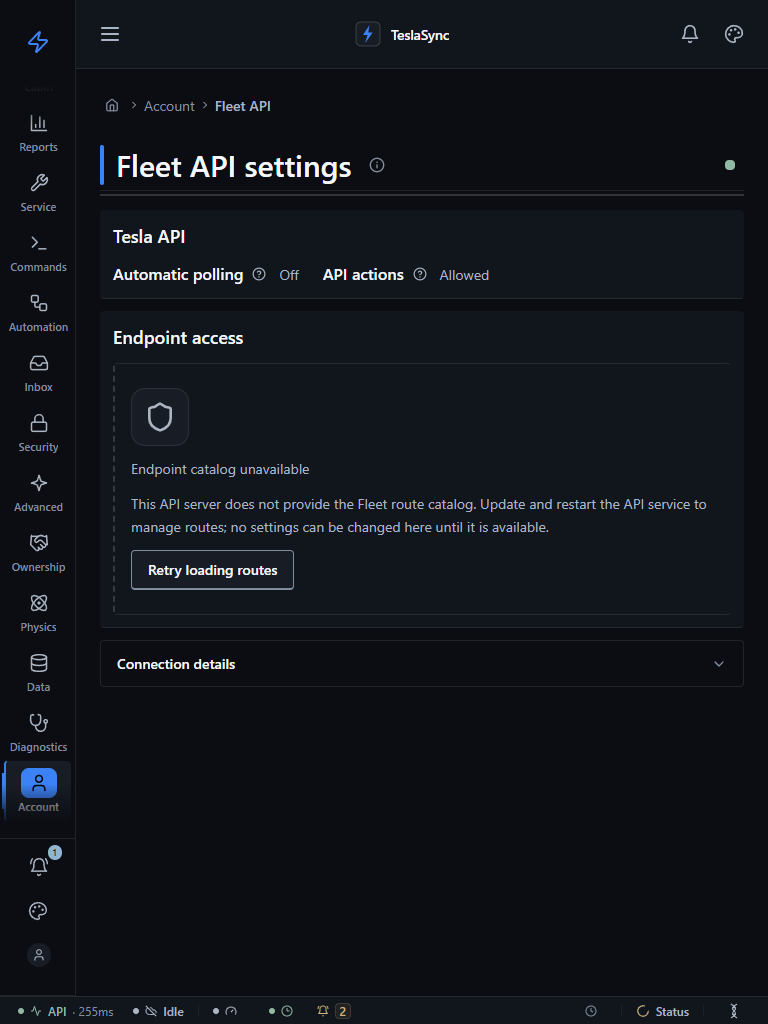 TeslaSync
Account
Fleet API
Reports
Service
Commands
Automation
Inbox
Security
Advanced
Ownership
Physics
Data
Diagnostics
Account
1
Fleet API settings
Tesla API
Automatic polling Off API actions Allowed
Endpoint access
Endpoint catalog unavailable
This API server does not provide the Fleet route catalog. Update and restart the API service to
manage routes; no settings can be changed here until it is available.
Retry loading routes
Connection details
API · 255ms Idle 2 Status